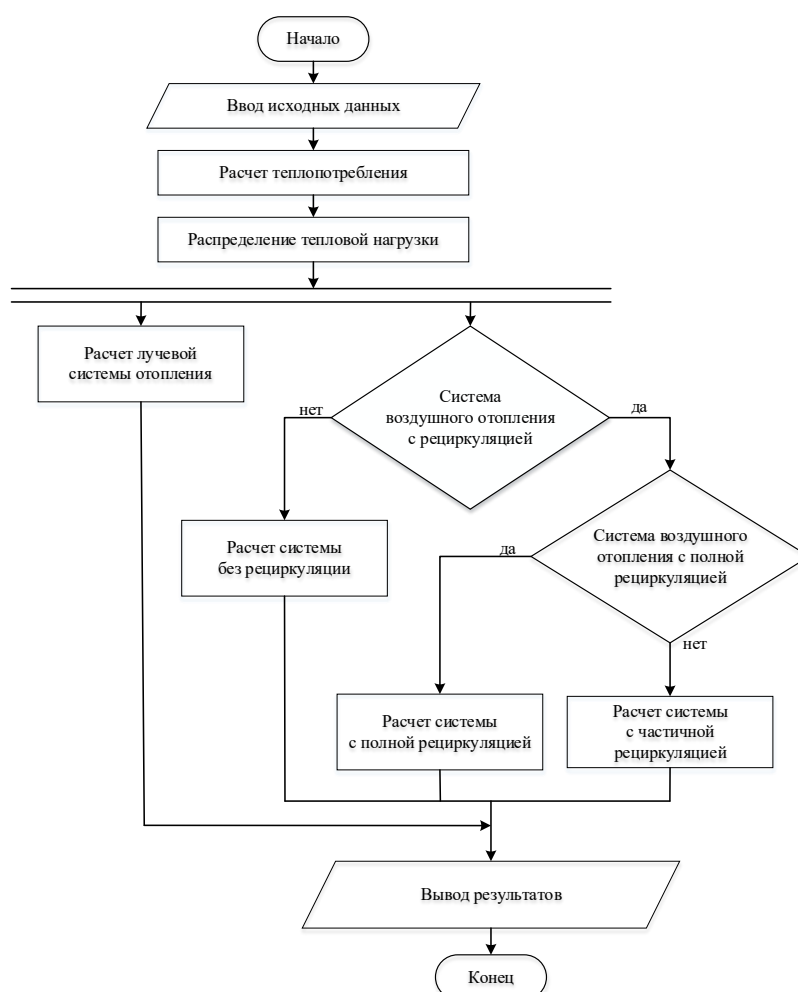 Начало
Ввод исходных данных
Расчет теплопотребления
Распределение тепловой нагрузки
Расчет лучевой
системы отопления
Система
воздушного отопления
с рециркуляцией
нет
да
Расчет системы
без рециркуляции
Система воздушного
отопления с полной
рециркуляцией
да
нет
Расчет системы
с полной рециркуляцией
Расчет системы
с частичной
рециркуляцией
Вывод результатов
Конец